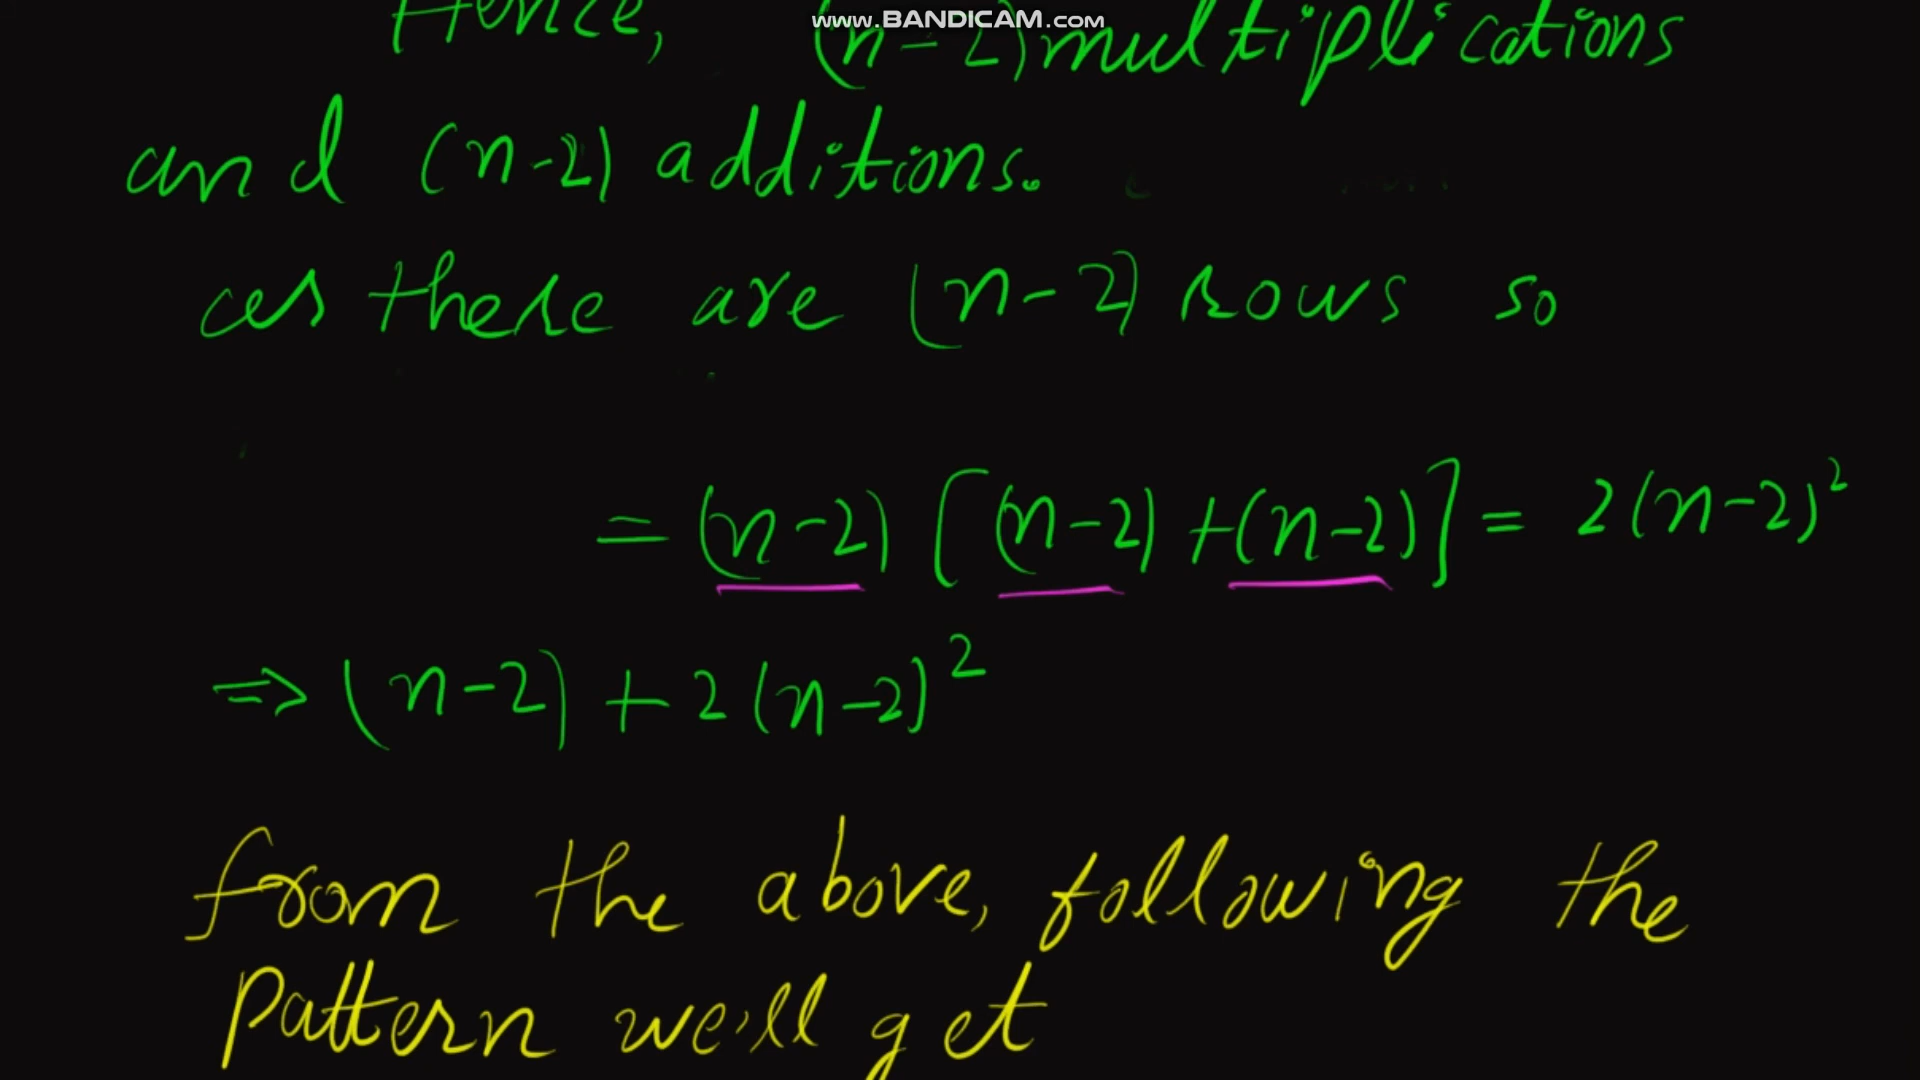 www.BANDICAM.com
Hence, (n-2) multiplications
and (n-2) additions.
as there are (n-2) rows so
= (n-2) [(n-2) + (n-2)] = 2(n-2)²
⇒ (n-2) + 2(n-2)²
from the above, following the
pattern we'll get